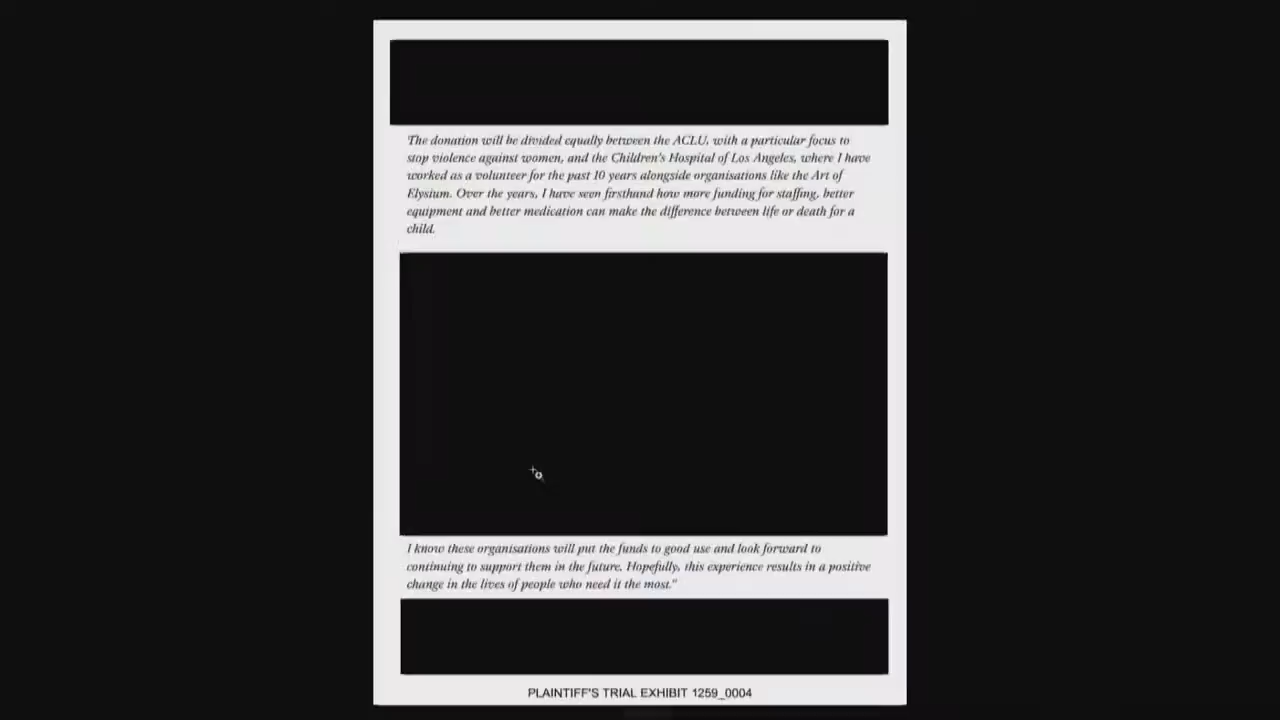 "The donation will be divided equally between the ACLU, with a particular focus to
stop violence against women, and the Children's Hospital of Los Angeles, where I have
worked as a volunteer for the past 10 years alongside organisations like the Art of
Elysium. Over the years, I have seen firsthand how more funding for staffing, better
equipment and better medication can make the difference between life or death for a
child.
I know these organisations will put the funds to good use and look forward to
continuing to support them in the future. Hopefully, this experience results in a positive
change in the lives of people who need it the most."
PLAINTIFF'S TRIAL EXHIBIT 1259_0004